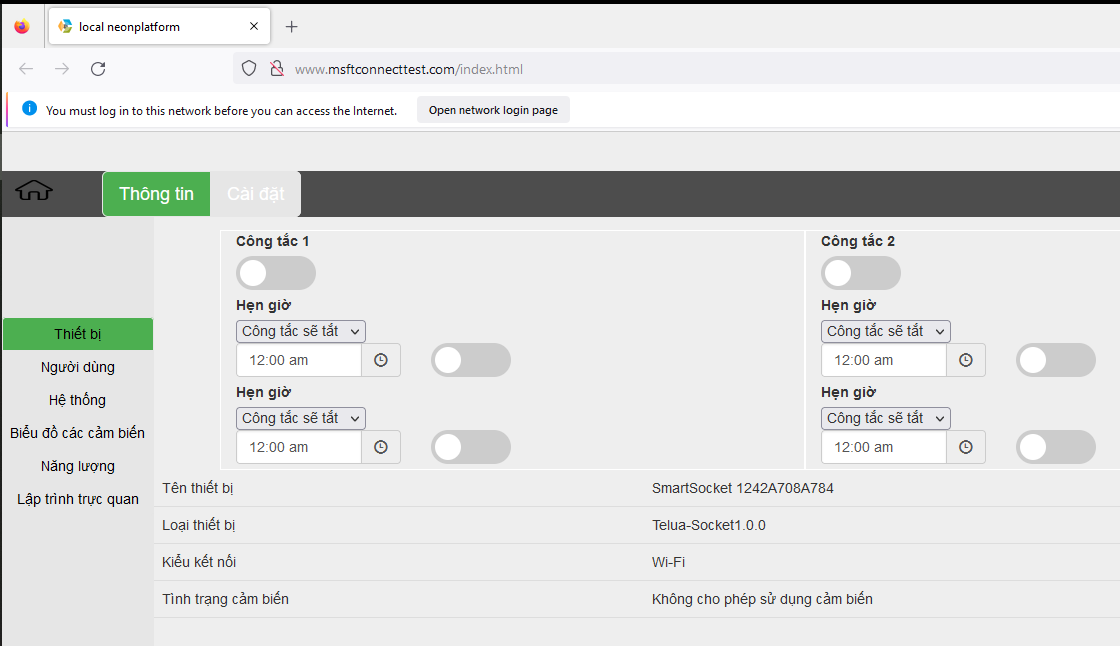 local neonplatform
www.msftconnecttest.com/index.html
You must log in to this network before you can access the Internet. Open network login page
Thông tin Cài đặt
Công tắc 1 Công tắc 2
Hẹn giờ Hẹn giờ
Công tắc sẽ tắt Công tắc sẽ tắt
12:00 am 12:00 am
Hẹn giờ Hẹn giờ
Công tắc sẽ tắt Công tắc sẽ tắt
12:00 am 12:00 am
Thiết bị
Người dùng
Hệ thống
Biểu đồ các cảm biến
Năng lượng
Lập trình trực quan
Tên thiết bị SmartSocket 1242A708A784
Loại thiết bị Telua-Socket1.0.0
Kiểu kết nối Wi-Fi
Tình trạng cảm biến Không cho phép sử dụng cảm biến